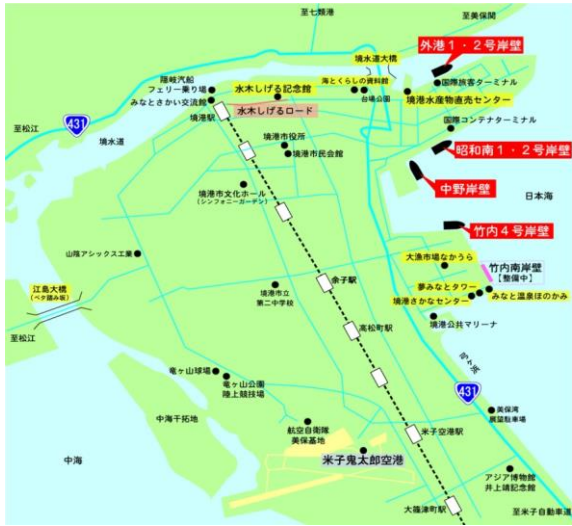 至七類港
至美保関
外港１・２号岸壁
境水道大橋
隠岐汽船
フェリー乗り場
みなとさかい交流館
水木しげる記念館
海とくらしの資料館
台場公園
国際旅客ターミナル
境港水産物直売センター
水木しげるロード
境港駅
431
至松江
境水道
国際コンテナターミナル
境港市役所
境港市民会館
昭和南１・２号岸壁
中野岸壁
日本海
境港市文化ホール
(シンフォニーガーデン)
竹内４号岸壁
山陰アシックス工業
大漁市場なかうら
竹内南岸壁
【整備中】
江島大橋
(ベタ踏み坂)
余子駅
境港市立
第二中学校
夢みなとタワー
境港さかなセンター
みなと温泉ほのかみ
境港公共マリーナ
至松江
高松町駅
弓ヶ浜
竜ヶ山球場
竜ヶ山公園
陸上競技場
431
中海干拓地
航空自衛隊
美保基地
美保湾
展望駐車場
米子空港駅
中海
米子鬼太郎空港
アジア博物館
井上靖記念館
大篠津町駅
至米子自動車道